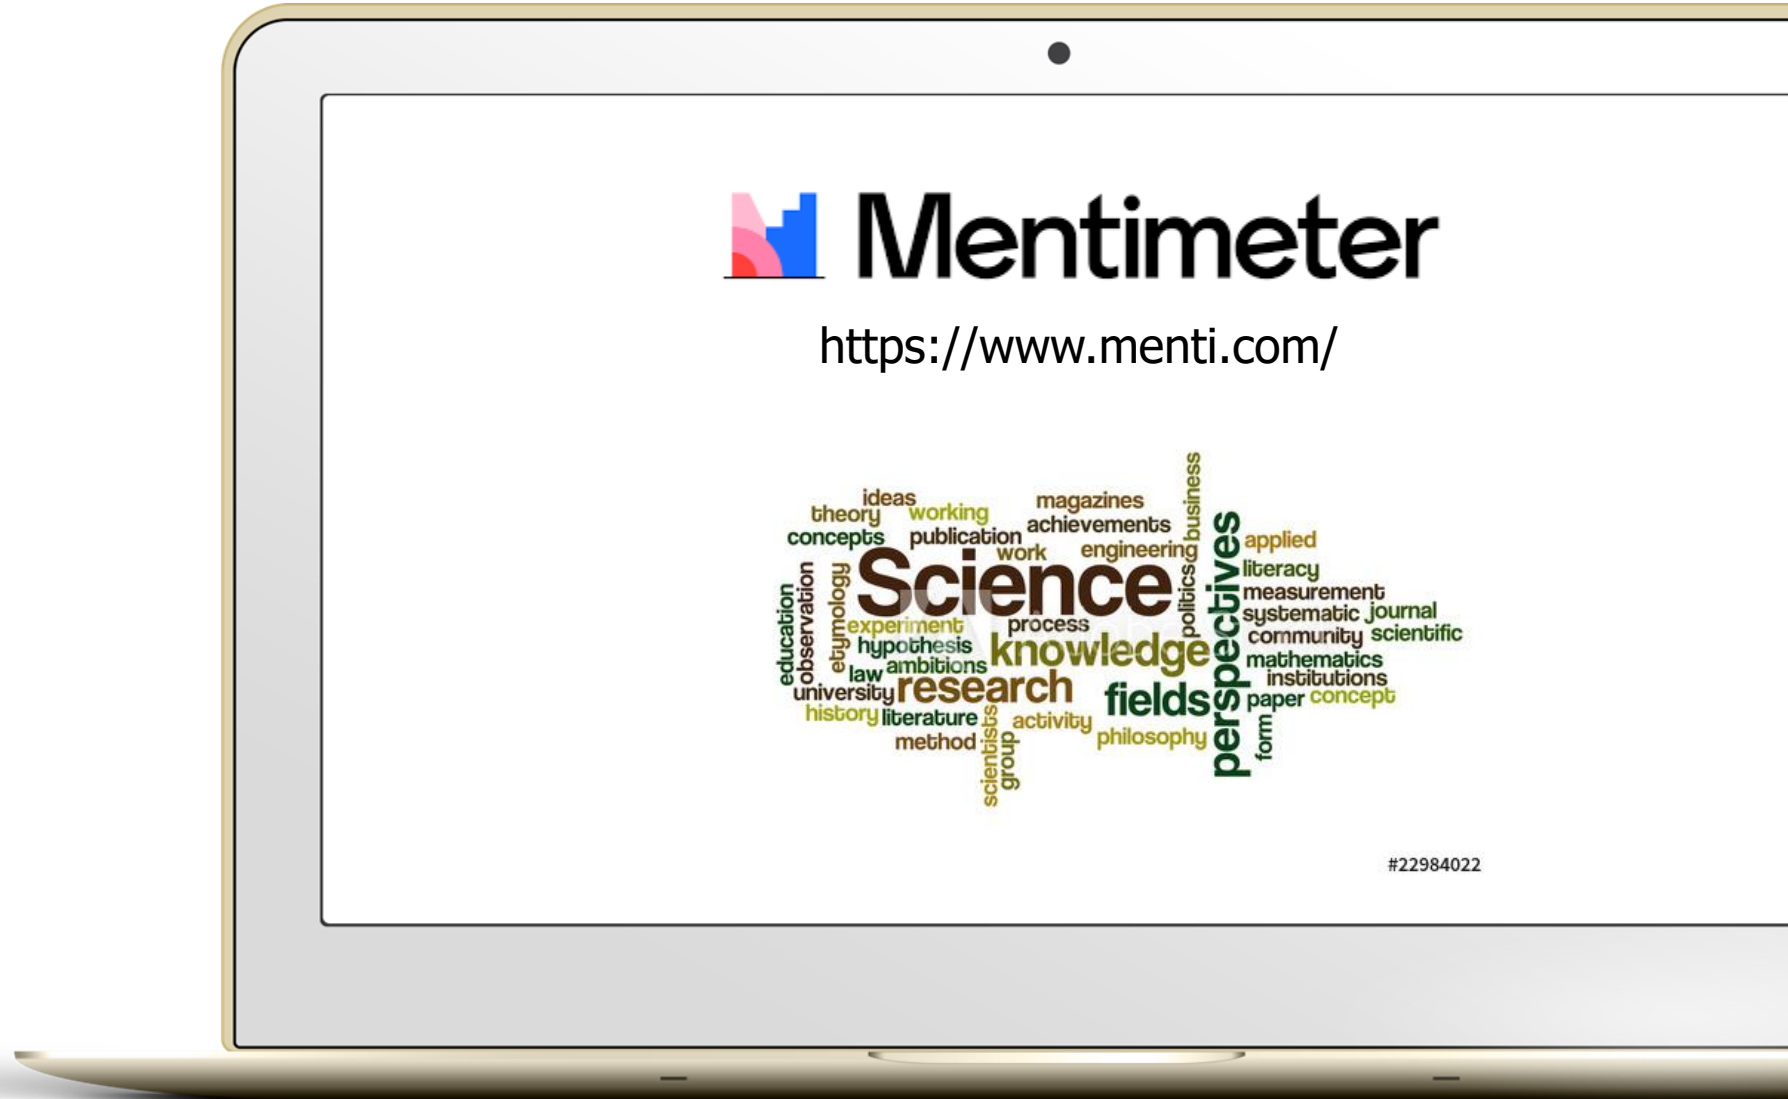 Mentimeter
https://www.menti.com/
business
ideas
magazines
theory
working
achievements
concepts
publication
work
engineering
applied
Science
perspectives
literacy
politics
education
observation
etymology
measurement
systematic
journal
experiment
process
community
scientific
hypothesis
knowledge
ambitions
mathematics
law
institutions
university
research
fields
paper
concept
history
literature
scientists
activity
form
method
group
philosophy
#22984022